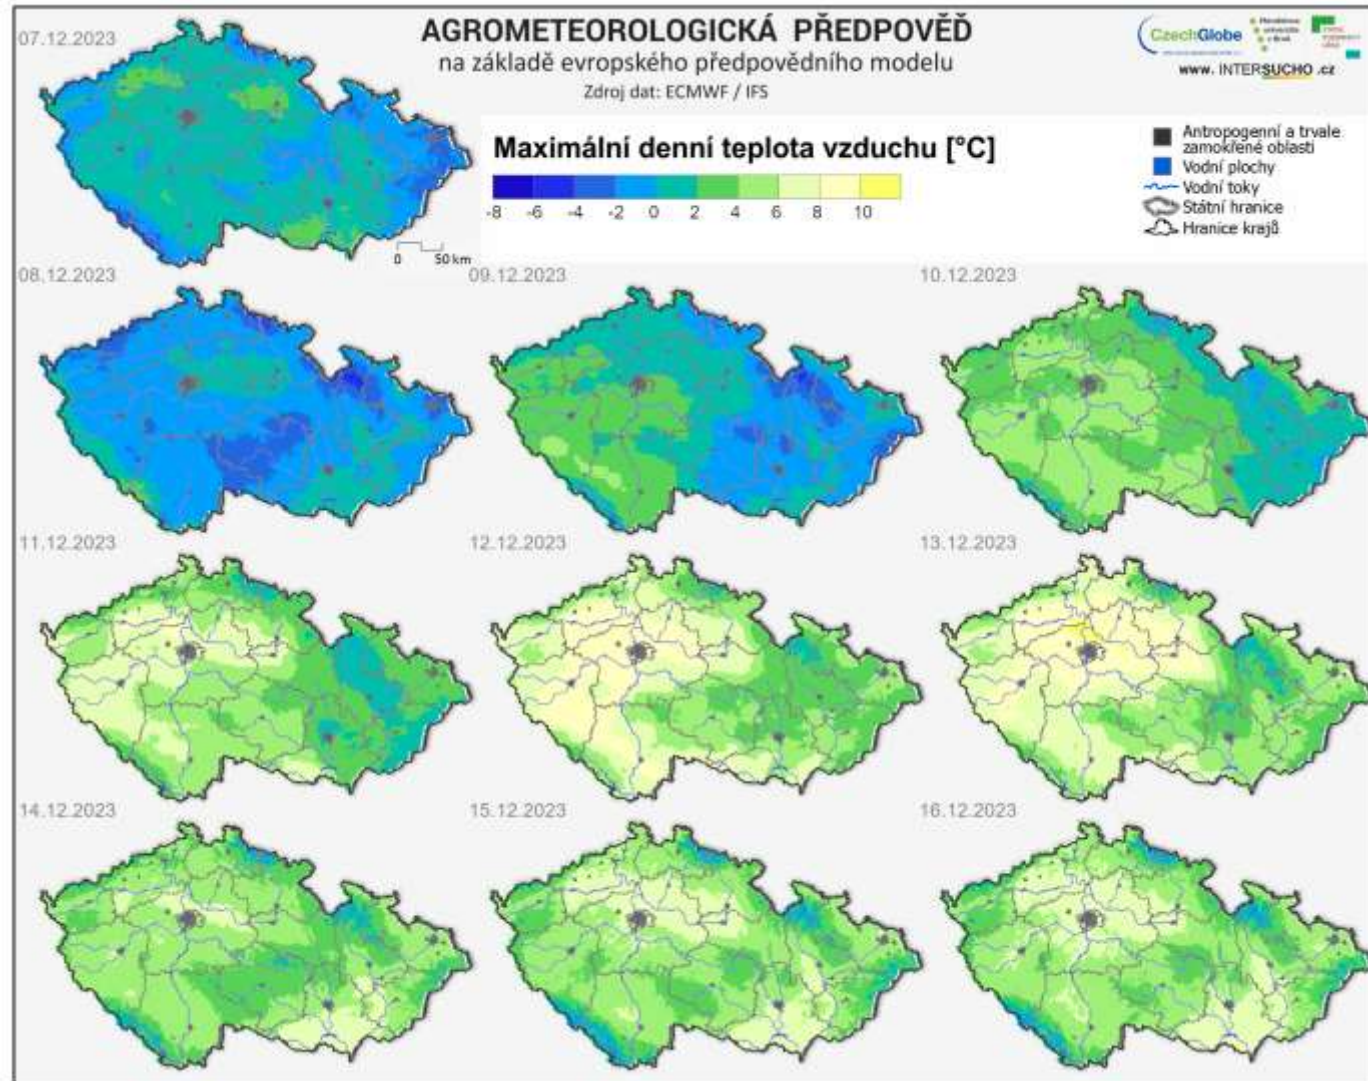 07.12.2023
AGROMETEOROLOGICKÁ PŘEDPOVĚĎ
na základě evropského předpovědního modelu
Zdroj dat: ECMWF / IFS
CzechGlobe
www. INTERSUCHO .cz
Maximální denní teplota vzduchu [°C]
-8 -6 -4 -2 0 2 4 6 8 10
Antropogenní a trvale
zamokřené oblasti
Vodní plochy
Vodní toky
Státní hranice
Hranice krajů
0 50 km
08.12.2023
09.12.2023
10.12.2023
11.12.2023
12.12.2023
13.12.2023
14.12.2023
15.12.2023
16.12.2023